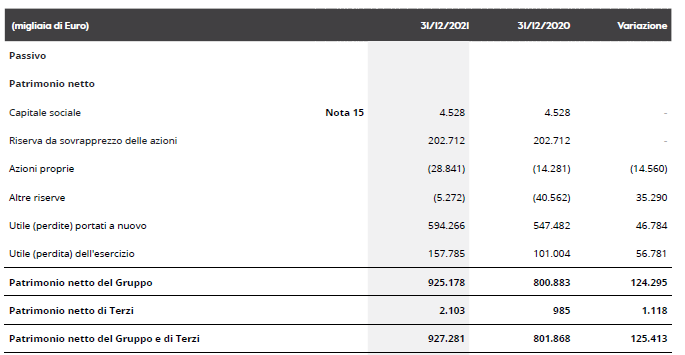 (migliaia di Euro) 31/12/2021 31/12/2020 Variazione
Passivo
Patrimonio netto
Capitale sociale Nota 15 4.528 4.528 -
Riserva da sovrapprezzo delle azioni 202.712 202.712 -
Azioni proprie (28.841) (14.281) (14.560)
Altre riserve (5.272) (40.562) 35.290
Utile (perdite) portati a nuovo 594.266 547.482 46.784
Utile (perdita) dell'esercizio 157.785 101.004 56.781
Patrimonio netto del Gruppo 925.178 800.883 124.295
Patrimonio netto di Terzi 2.103 985 1.118
Patrimonio netto del Gruppo e di Terzi 927.281 801.868 125.413